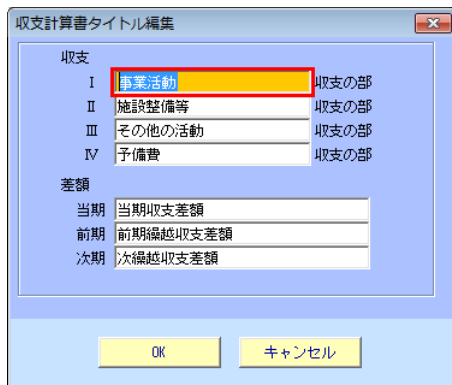 収支計算書タイトル編集
収支
Ⅰ 事業活動 収支の部
Ⅱ 施設整備等 収支の部
Ⅲ その他の活動 収支の部
Ⅳ 予備費 収支の部
差額
当期 当期収支差額
前期 前期繰越収支差額
次期 次繰越収支差額
OK キャンセル